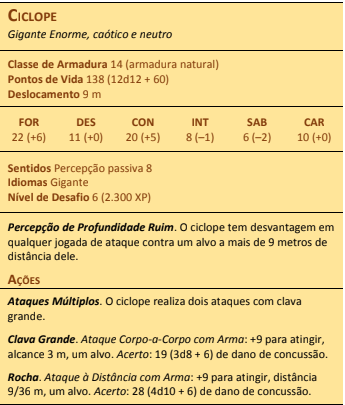 CICLOPE
Gigante Enorme, caótico e neutro
Classe de Armadura 14 (armadura natural)
Pontos de Vida 138 (12d12 + 60)
Deslocamento 9 m
FOR DES CON INT SAB CAR
22 (+6) 11 (+0) 20 (+5) 8 (–1) 6 (–2) 10 (+0)
Sentidos Percepção passiva 8
Idiomas Gigante
Nível de Desafio 6 (2.300 XP)
Percepção de Profundidade Ruim. O ciclope tem desvantagem em
qualquer jogada de ataque contra um alvo a mais de 9 metros de
distância dele.
AÇÕES
Ataques Múltiplos. O ciclope realiza dois ataques com clava
grande.
Clava Grande. Ataque Corpo-a-Corpo com Arma: +9 para atingir,
alcance 3 m, um alvo. Acerto: 19 (3d8 + 6) de dano de concussão.
Rocha. Ataque à Distância com Arma: +9 para atingir, distância
9/36 m, um alvo. Acerto: 28 (4d10 + 6) de dano de concussão.